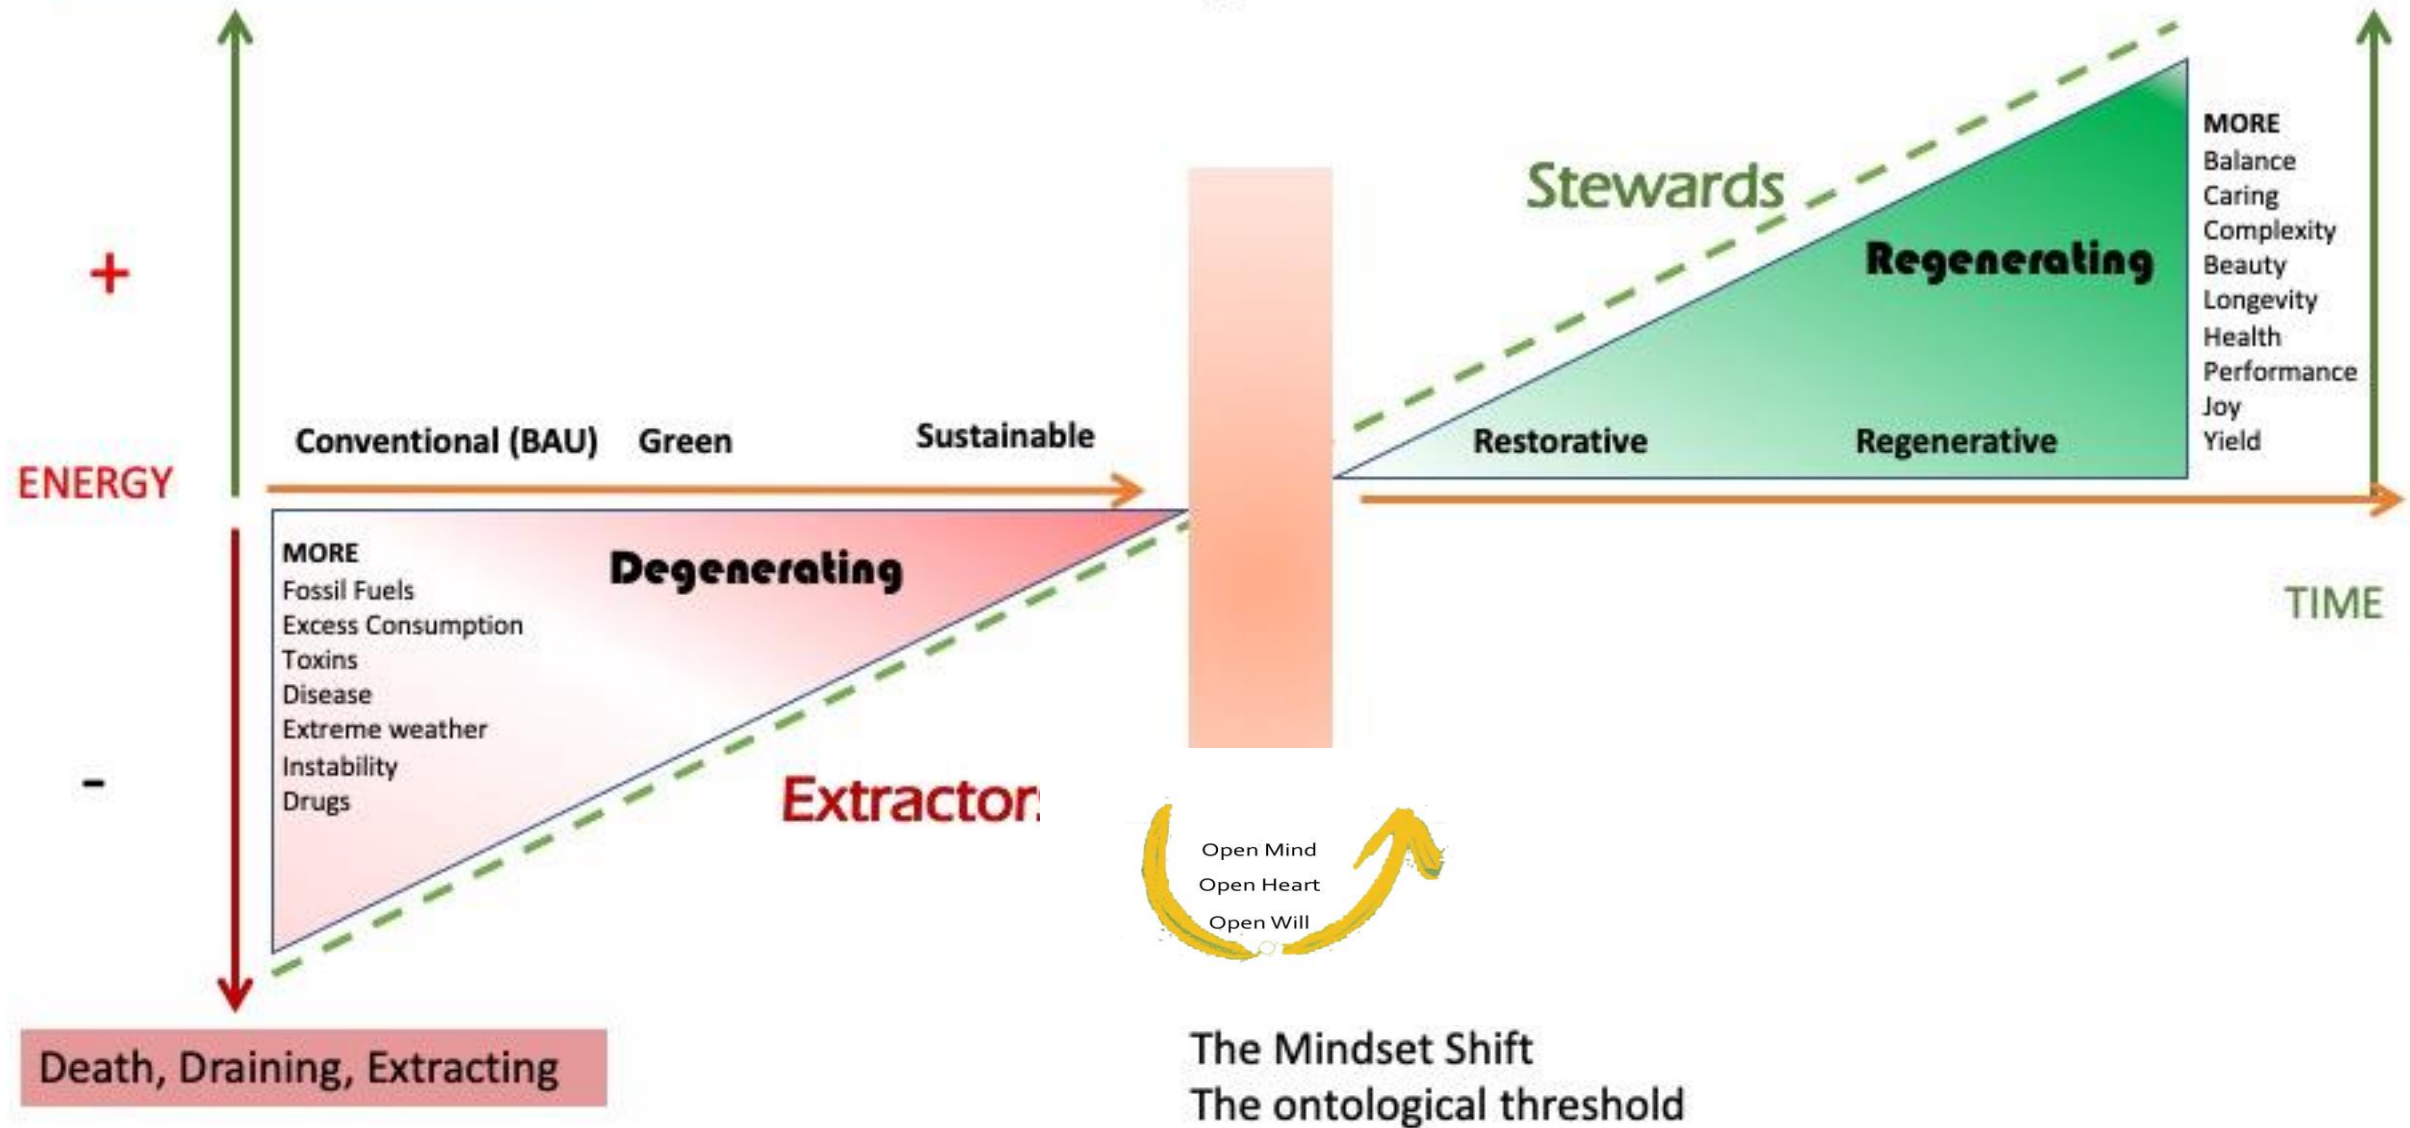 +
ENERGY
-
Conventional (BAU) Green Sustainable
MORE
Fossil Fuels
Excess Consumption
Toxins
Disease
Extreme weather
Instability
Drugs
Degenerating
Extractor
Death, Draining, Extracting
Open Mind
Open Heart
Open Will
The Mindset Shift
The ontological threshold
Stewards
Regenerating
Restorative Regenerative
MORE
Balance
Caring
Complexity
Beauty
Longevity
Health
Performance
Joy
Yield
TIME